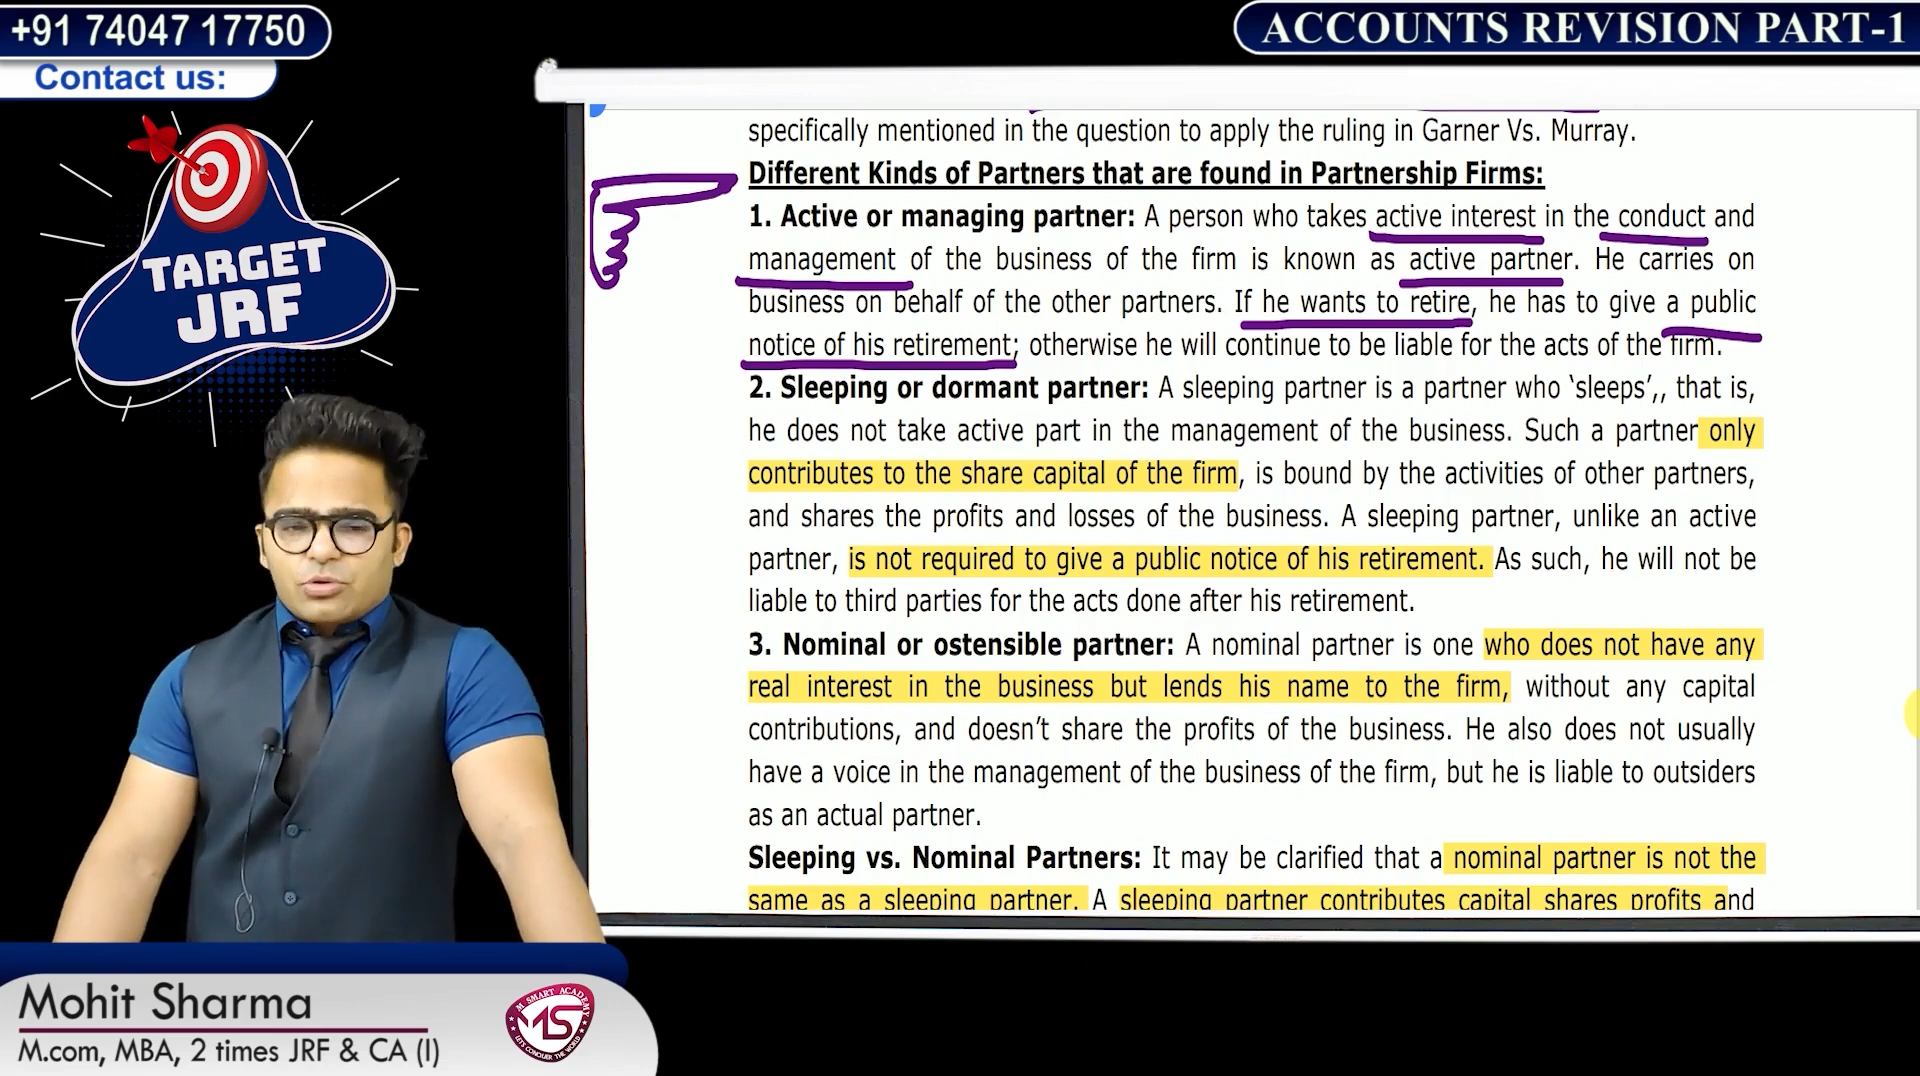 +91 74047 17750
Contact us:
ACCOUNTS REVISION PART-1
TARGET
JRF
specifically mentioned in the question to apply the ruling in Garner Vs. Murray.
Different Kinds of Partners that are found in Partnership Firms:
1. Active or managing partner: A person who takes active interest in the conduct and
management of the business of the firm is known as active partner. He carries on
business on behalf of the other partners. If he wants to retire, he has to give a public
notice of his retirement; otherwise he will continue to be liable for the acts of the firm.
2. Sleeping or dormant partner: A sleeping partner is a partner who ‘sleeps’,, that is,
he does not take active part in the management of the business. Such a partner only
contributes to the share capital of the firm, is bound by the activities of other partners,
and shares the profits and losses of the business. A sleeping partner, unlike an active
partner, is not required to give a public notice of his retirement. As such, he will not be
liable to third parties for the acts done after his retirement.
3. Nominal or ostensible partner: A nominal partner is one who does not have any
real interest in the business but lends his name to the firm, without any capital
contributions, and doesn’t share the profits of the business. He also does not usually
have a voice in the management of the business of the firm, but he is liable to outsiders
as an actual partner.
Sleeping vs. Nominal Partners: It may be clarified that a nominal partner is not the
same as a sleeping partner. A sleeping partner contributes capital shares profits and
Mohit Sharma
M.com, MBA, 2 times JRF & CA (I)
M SMART ACADEMY
MS
LETS CONQUER THE WORLD